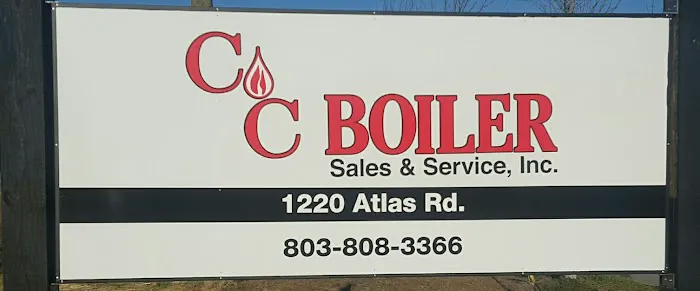 C C BOILER
Sales & Service, Inc.
1220 Atlas Rd.
803-808-3366